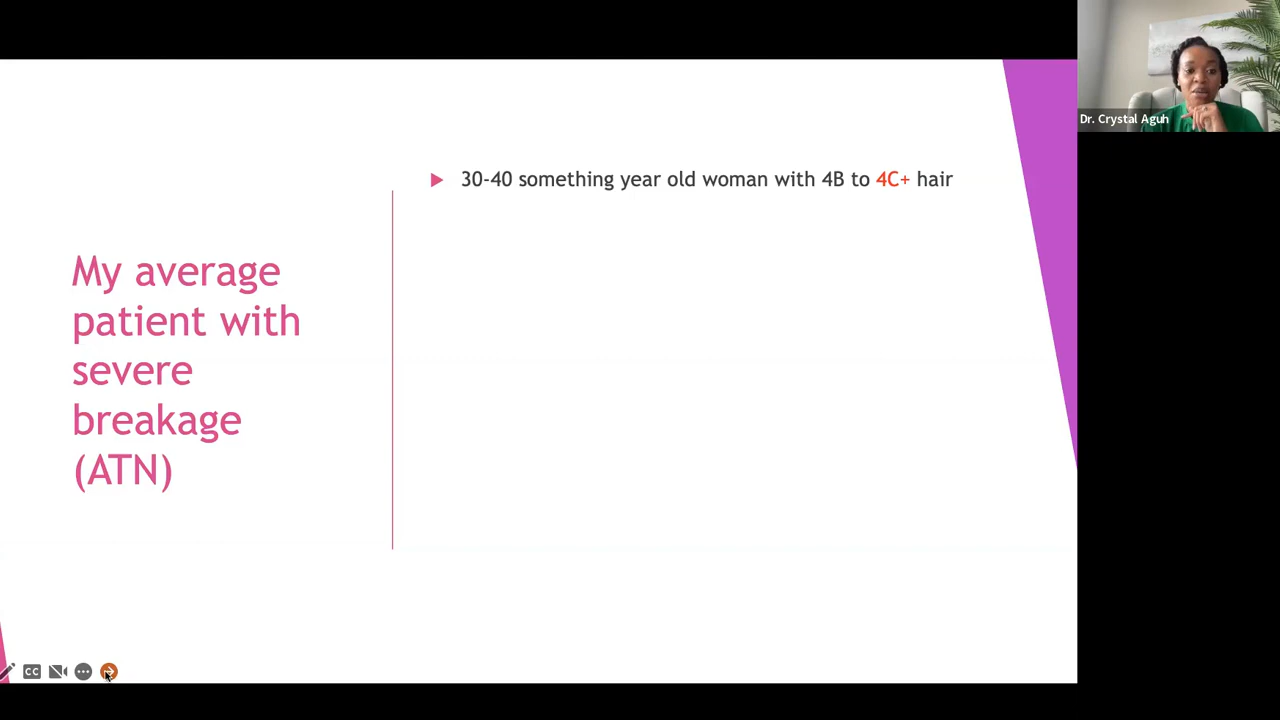 Dr. Crystal Aguh
30-40 something year old woman with 4B to 4C+ hair
My average
patient with
severe
breakage
(ATN)
CC